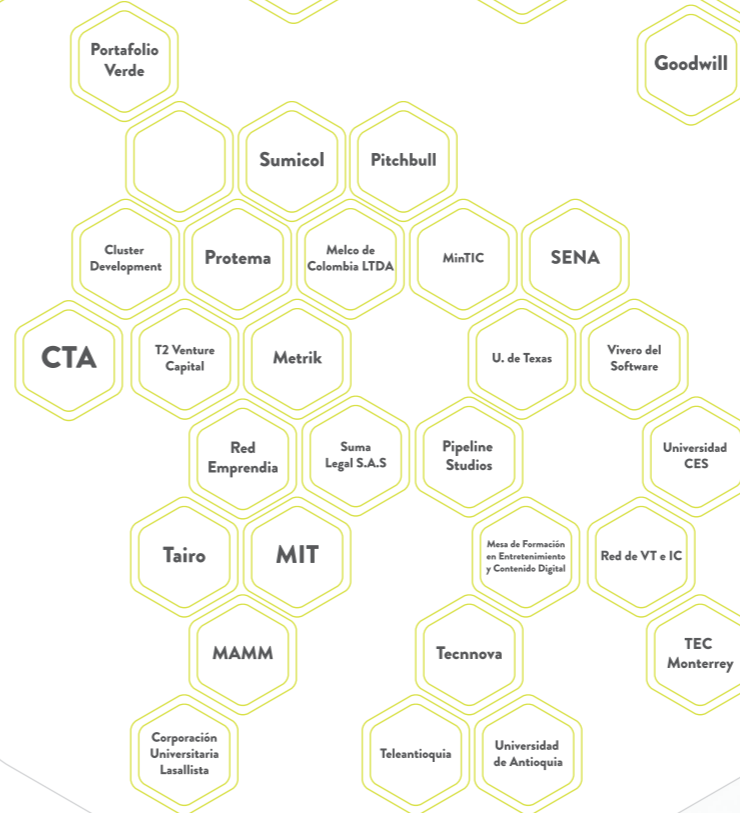 Portafolio
Verde
Goodwill
Sumicol
Pitchbull
Cluster
Development
Protema
Melco de
Colombia LTDA
MinTIC
SENA
CTA
T2 Venture
Capital
Metrik
U. de Texas
Vivero del
Software
Red
Emprendia
Suma
Legal S.A.S
Pipeline
Studios
Universidad
CES
Tairo
MIT
Mesa de Formación
en Entretenimiento
y Contenido Digital
Red de VT e IC
MAMM
Tecnnova
TEC
Monterrey
Corporación
Universitaria
Lasallista
Teleantioquia
Universidad
de Antioquia